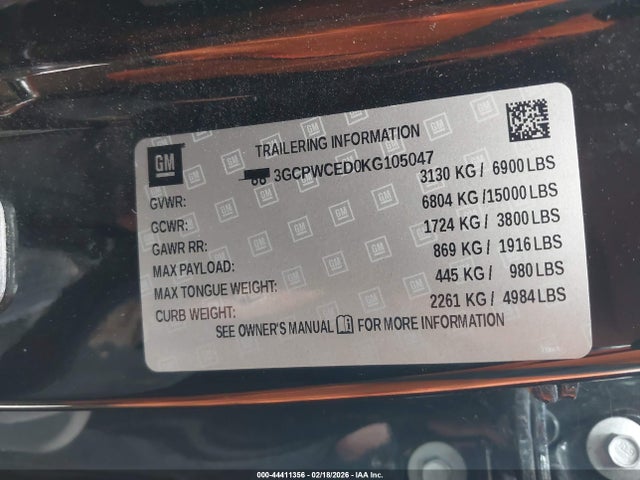 GM
TRAILERING INFORMATION
3GCPWCED0KG105047
GVWR: 3130 KG / 6900 LBS
GCWR: 6804 KG / 15000 LBS
GAWR RR: 1724 KG / 3800 LBS
MAX PAYLOAD: 869 KG / 1916 LBS
MAX TONGUE WEIGHT: 445 KG / 980 LBS
CURB WEIGHT: 2261 KG / 4984 LBS
SEE OWNER'S MANUAL FOR MORE INFORMATION
000-44411356 - 02/18/2026 - IAA Inc.